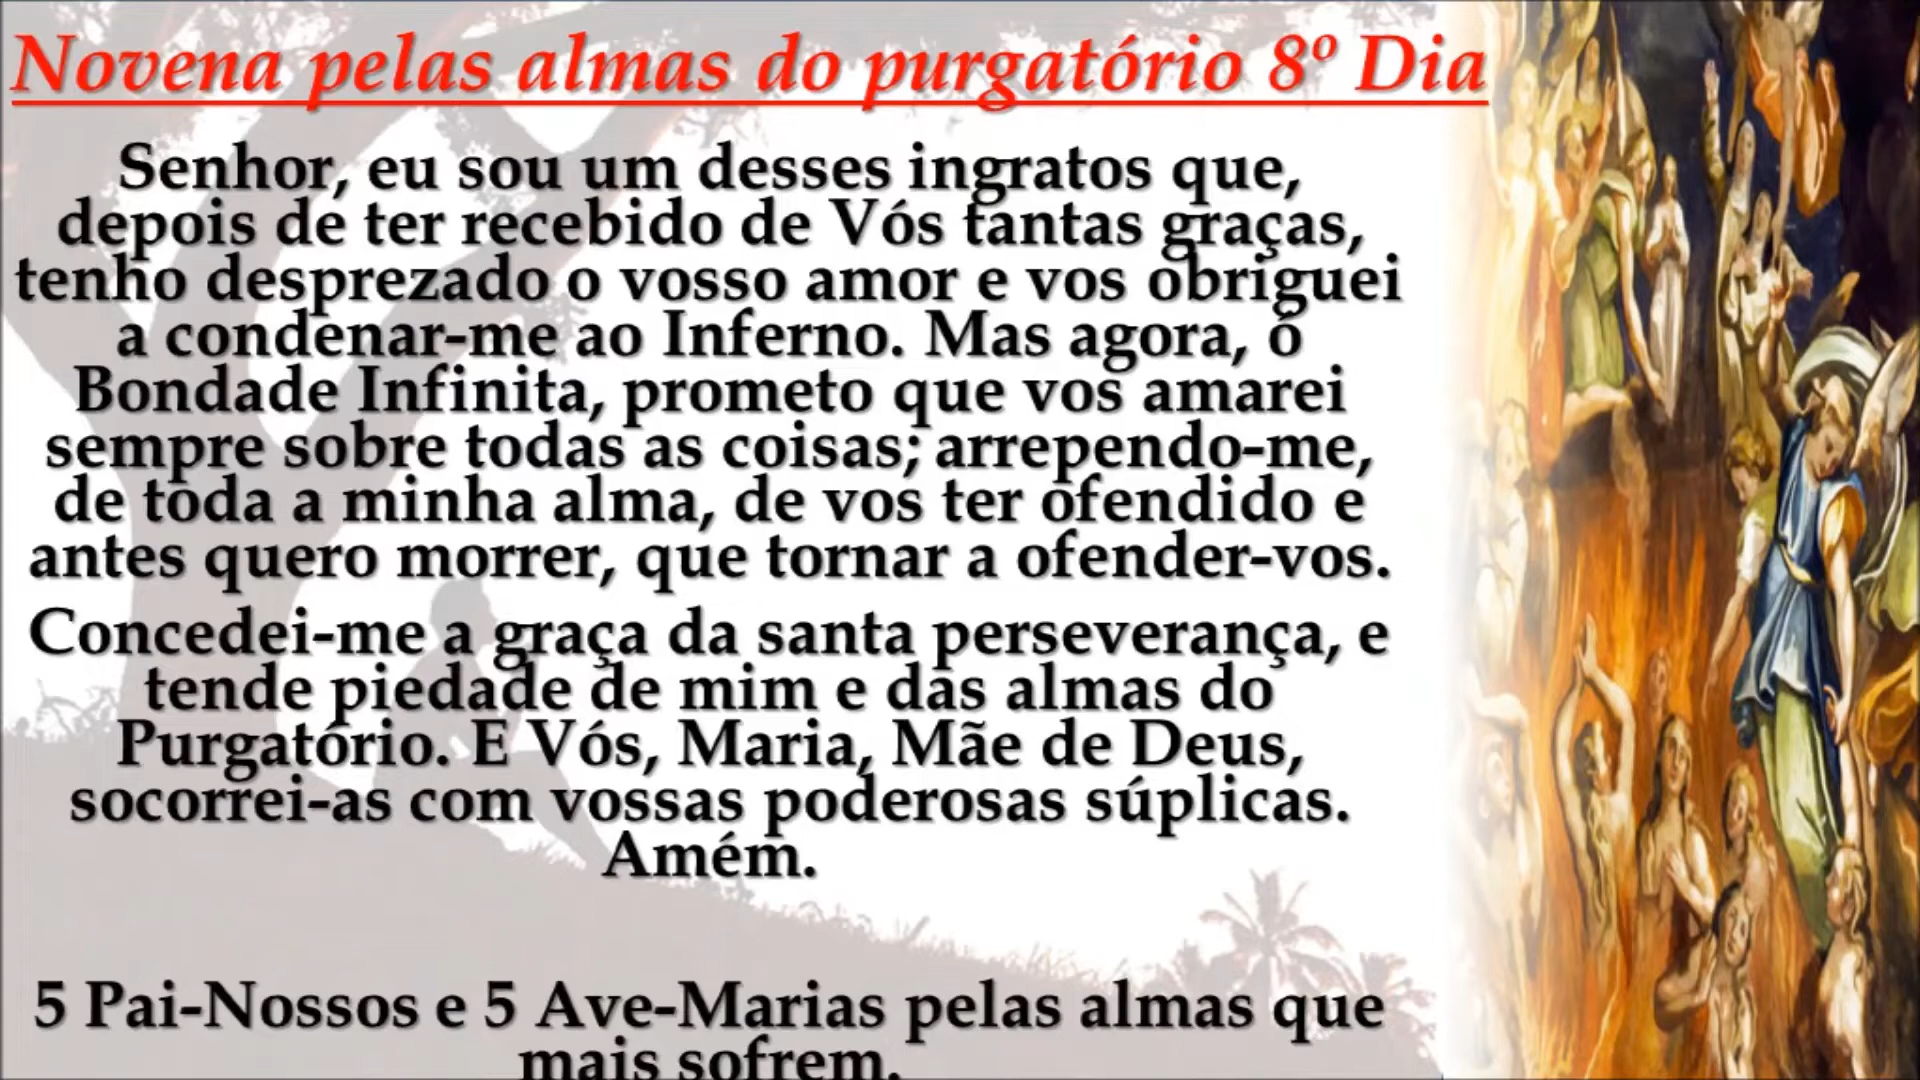 Novena pelas almas do purgatório 8º Dia
Senhor, eu sou um desses ingratos que,
depois de ter recebido de Vós tantas graças,
tenho desprezado o vosso amor e vos obriguei
a condenar-me ao Inferno. Mas agora, ó
Bondade Infinita, prometo que vos amarei
sempre sobre todas as coisas; arrependo-me,
de toda a minha alma, de vos ter ofendido e
antes quero morrer, que tornar a ofender-vos.
Concedei-me a graça da santa perseverança, e
tende piedade de mim e das almas do
Purgatório. E Vós, Maria, Mãe de Deus,
socorrei-as com vossas poderosas súplicas.
Amém.
5 Pai-Nossos e 5 Ave-Marias pelas almas que
mais sofrem.